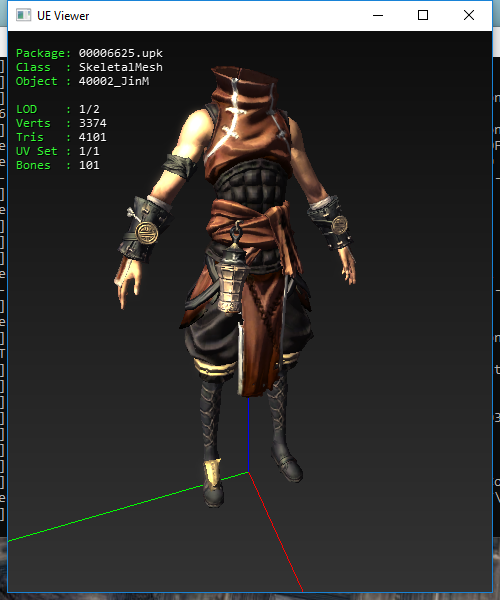 UE Viewer
Package: 00006625.upk
Class : SkeletalMesh
Object : 40002_JinM
LOD : 1/2
Verts : 3374
Tris : 4101
UV Set : 1/1
Bones : 101